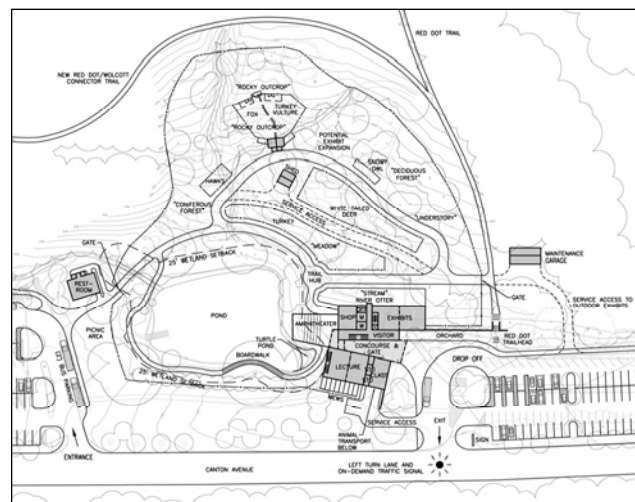 RED DOT TRAIL
NEW RED DOT/WOLCOTT
CONNECTOR TRAIL
"ROCKY OUTCROP"
FOX
TURKEY
VULTURE
"ROCKY OUTCROP"
POTENTIAL
EXHIBIT
EXPANSION
SNOWY
OWL
"DECIDUOUS
FOREST"
HAWKS
"CONIFEROUS
FOREST"
SERVICE ACCESS
WHITE TAILED
DEER
TURKEY
"UNDERSTORY"
"MEADOW"
GATE
25' WETLAND SETBACK
REST-
ROOM
MAINTENANCE
GARAGE
TRAIL
HUB
"STREAM"
RIVER OTTER
GATE
SERVICE ACCESS TO
OUTDOOR EXHIBITS
POND
SHOP
EXHIBITS
AMPHITHEATER
VISITOR
ORCHARD
RED DOT
TRAILHEAD
PICNIC
AREA
TURTLE
POND
CONCOURSE &
GATE
BOARDWALK
DROP OFF
LECTURE
CLASS
(2) BUS
PARKING
25' WETLAND SETBACK
MEWS
SERVICE ACCESS
ANIMAL
TRANSPORT
BELOW
EXIT
SIGN
ENTRANCE
CANTON AVENUE
LEFT TURN LANE AND
ON-DEMAND TRAFFIC SIGNAL